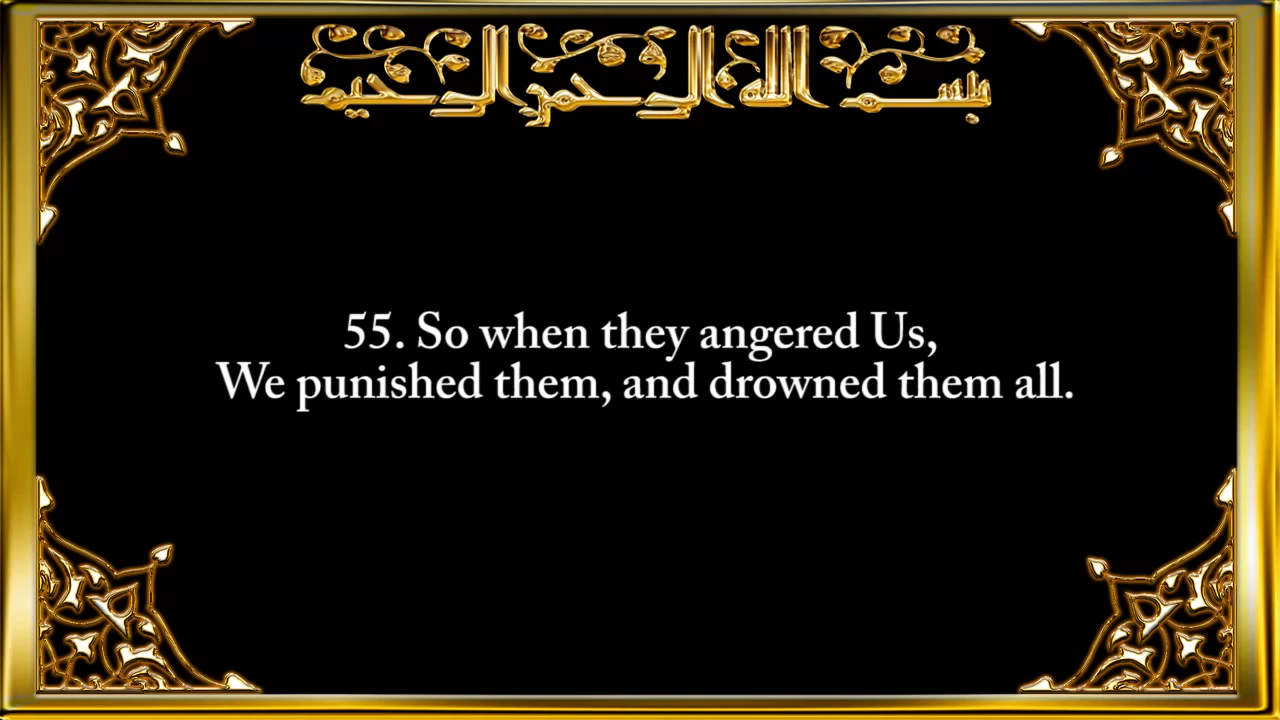 بسم الله الرحمن الرحيم
55. So when they angered Us,
We punished them, and drowned them all.